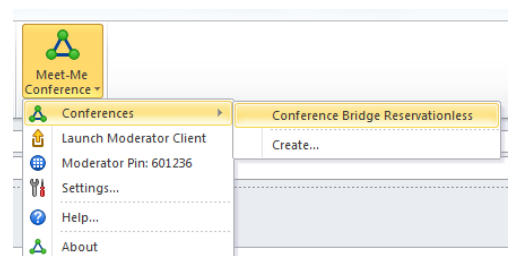 Meet-Me
Conference
Conferences
Conference Bridge Reservationless
Create...
Launch Moderator Client
Moderator Pin: 601236
Settings...
Help...
About